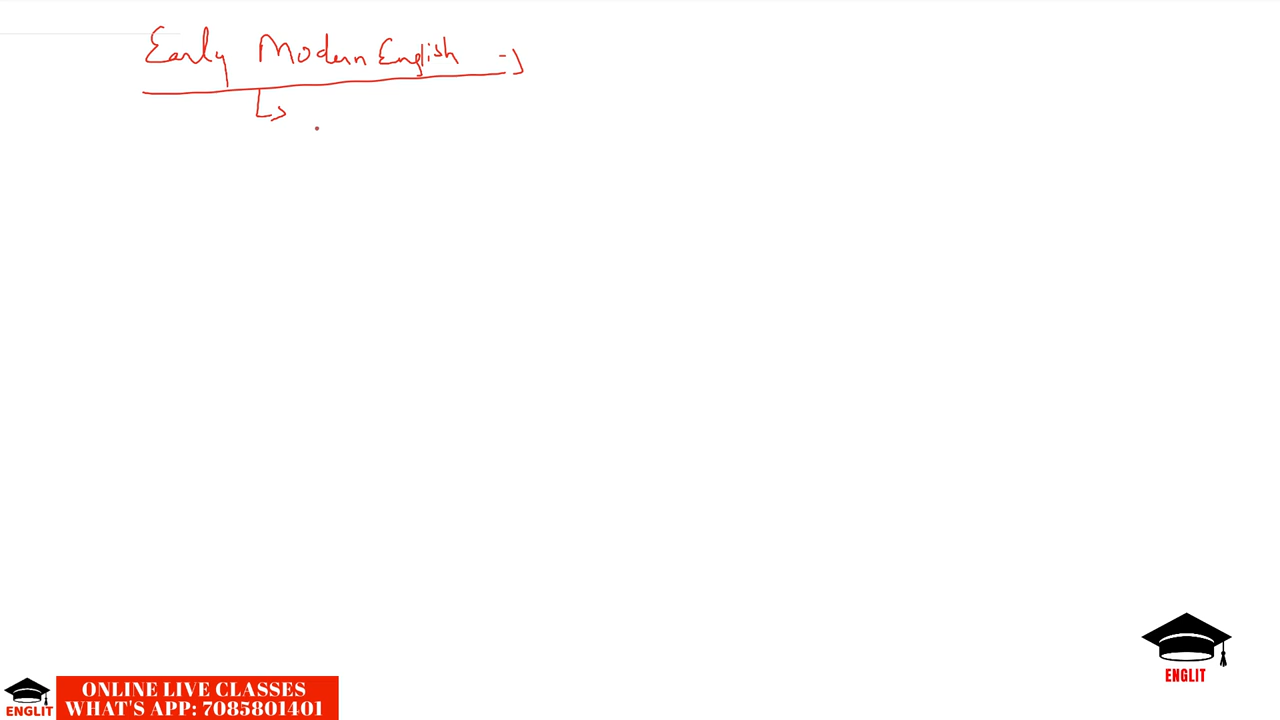 Early Modern English
ENGLIT
ENGLIT
ONLINE LIVE CLASSES
WHAT'S APP: 7085801401